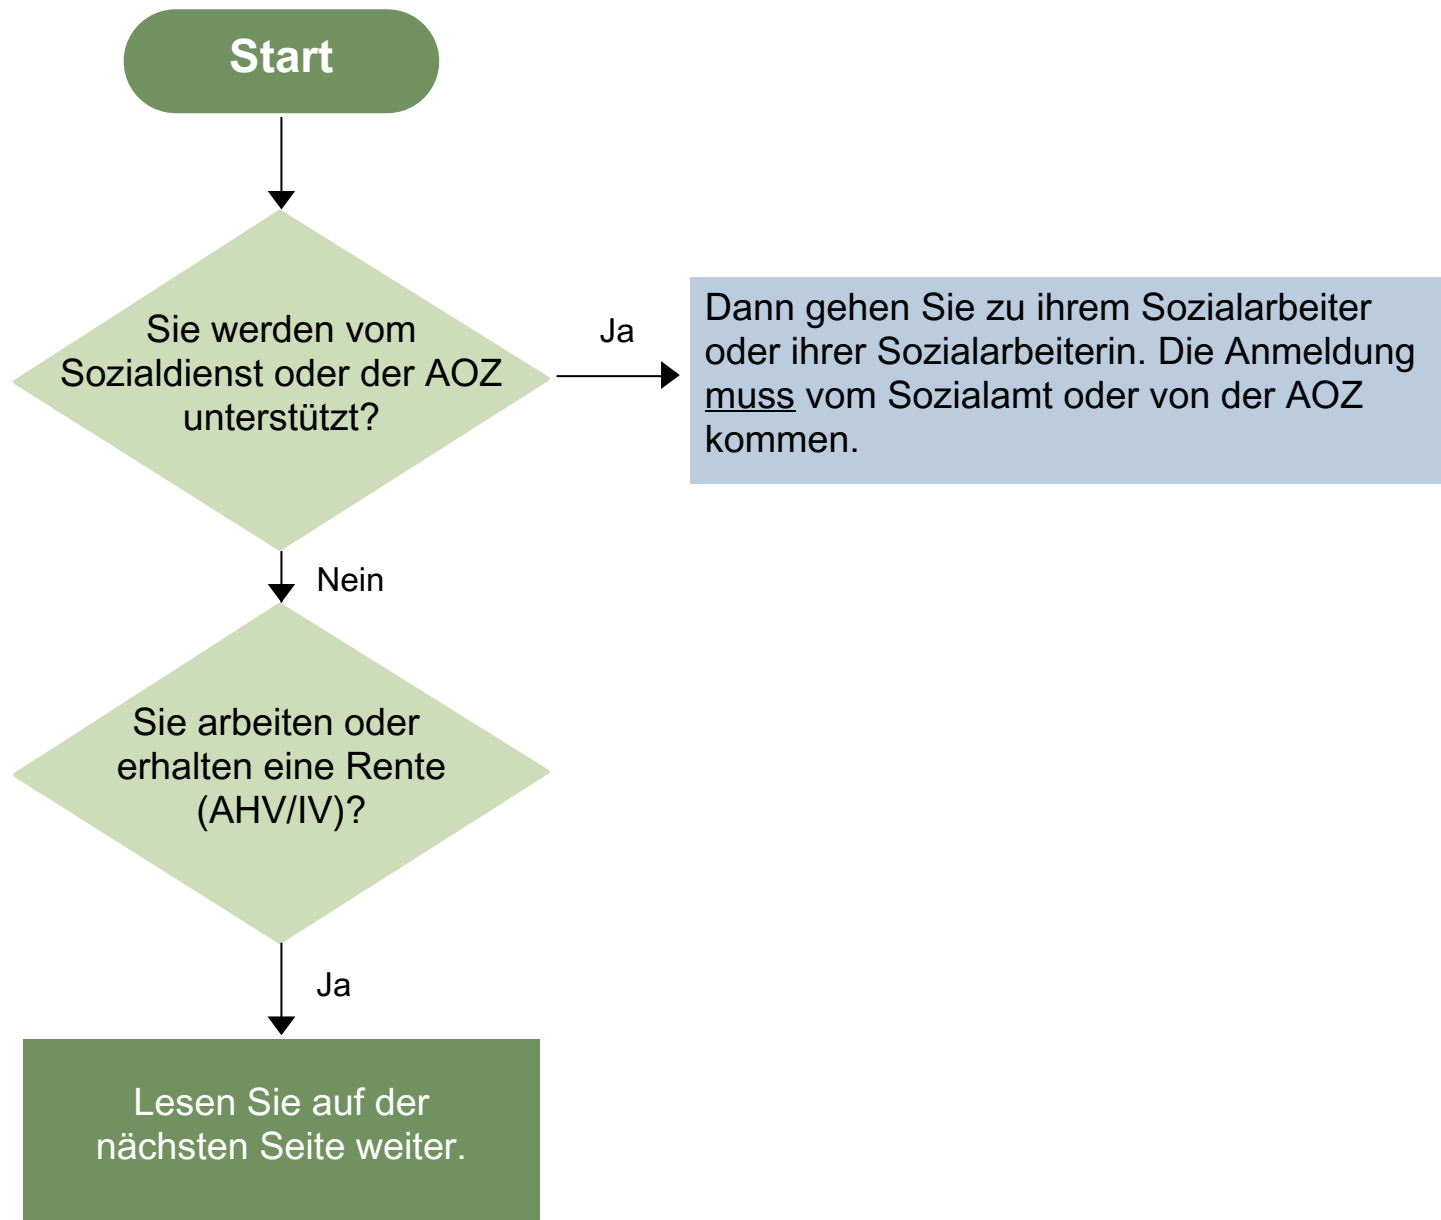 Start
Sie werden vom
Sozialdienst oder der AOZ
unterstützt?
Ja
Dann gehen Sie zu ihrem Sozialarbeiter
oder ihrer Sozialarbeiterin. Die Anmeldung
muss vom Sozialamt oder von der AOZ
kommen.
Nein
Sie arbeiten oder
erhalten eine Rente
(AHV/IV)?
Ja
Lesen Sie auf der
nächsten Seite weiter.